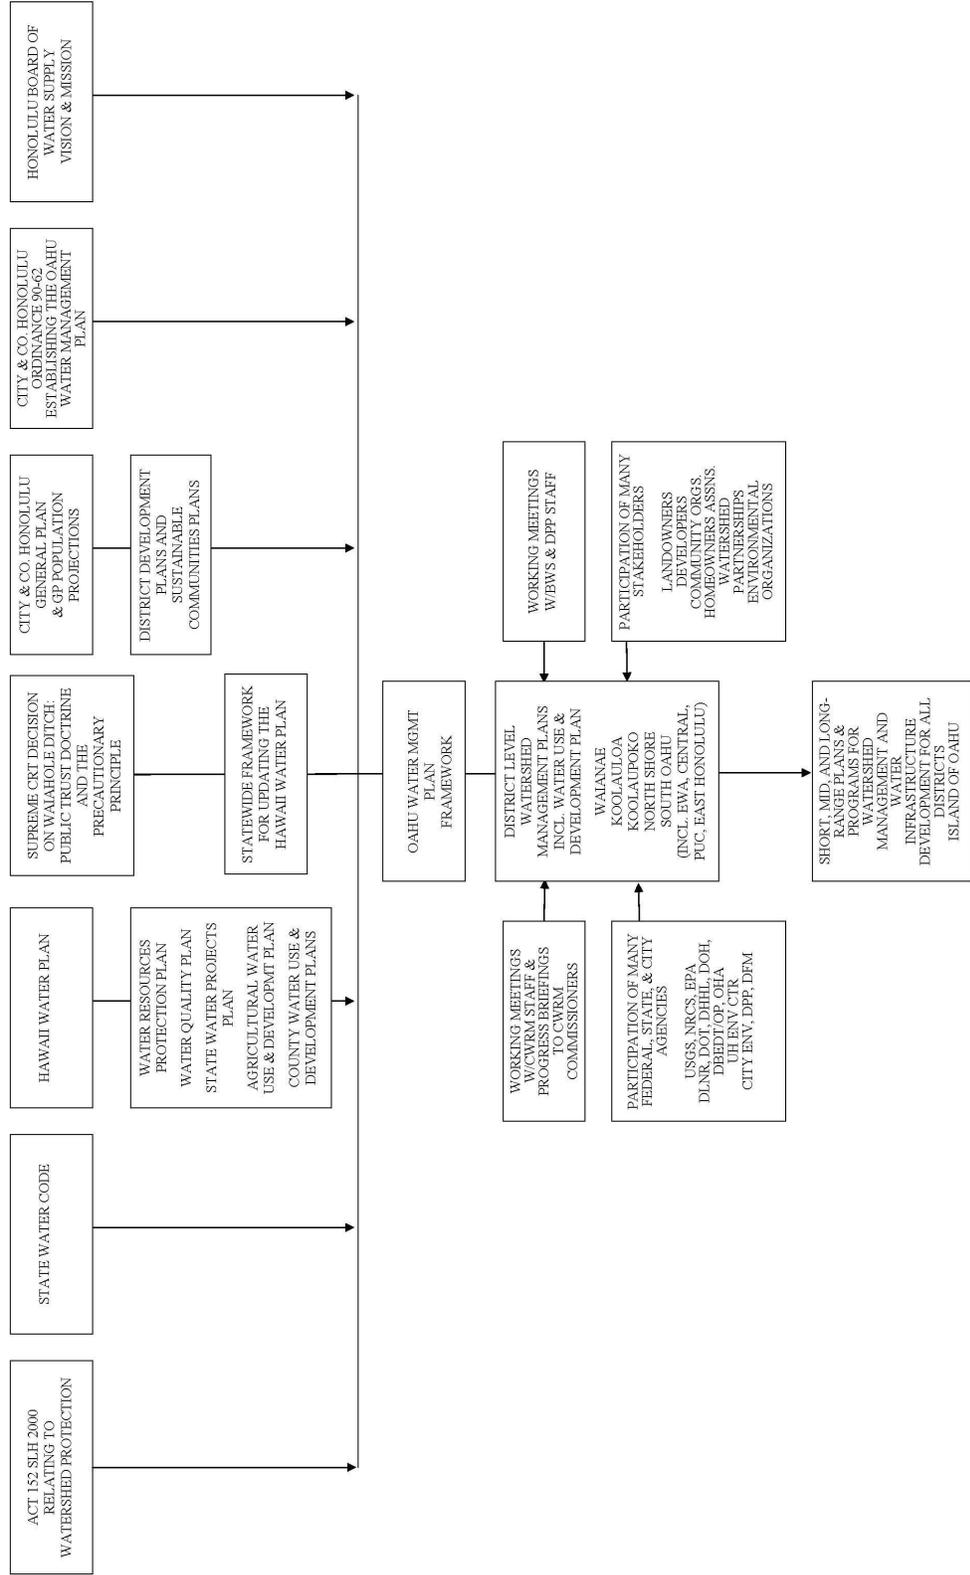 ACT 152 SLH 2000
RELATING TO
WATERSHED PROTECTION
STATE WATER CODE
HAWAII WATER PLAN
SUPREME CRT DECISION
ON WAIAHOLE DITCH:
PUBLIC TRUST DOCTRINE
AND THE
PRECAUTIONARY
PRINCIPLE
CITY & CO. HONOLULU
GENERAL PLAN
& GP POPULATION
PROJECTIONS
CITY & CO. HONOLULU
ORDINANCE 90-62
ESTABLISHING THE OAHU
WATER MANAGEMENT
PLAN
HONOLULU BOARD OF
WATER SUPPLY
VISION & MISSION
WATER RESOURCES
PROTECTION PLAN
WATER QUALITY PLAN
STATE WATER PROJECTS
PLAN
AGRICULTURAL WATER
USE & DEVELOPMT PLAN
COUNTY WATER USE &
DEVELOPMENT PLANS
STATEWIDE FRAMEWORK
FOR UPDATING THE
HAWAII WATER PLAN
DISTRICT DEVELOPMENT
PLANS AND
SUSTAINABLE
COMMUNITIES PLANS
OAHU WATER MGMT
PLAN
FRAMEWORK
WORKING MEETINGS
W/CWRM STAFF &
PROGRESS BRIEFINGS
TO CWRM
COMMISSIONERS
DISTRICT LEVEL
WATERSHED
MANAGEMENT PLANS
INCL. WATER USE &
DEVELOPMENT PLAN
WAIANAE
KOOLAULOA
KOOLAUPOKO
NORTH SHORE
SOUTH OAHU
(INCL. EWA, CENTRAL,
PUC, EAST HONOLULU)
WORKING MEETINGS
W/BWS & DPP STAFF
PARTICIPATION OF MANY
FEDERAL, STATE, & CITY
AGENCIES
USGS, NRCS, EPA
DLNR, DOT, DHHL, DOH,
DBEDT/OP, OHA
UH ENV CTR
CITY ENV, DPP, DFM
PARTICIPATION OF MANY
STAKEHOLDERS
LANDOWNERS
DEVELOPERS
COMMUNITY ORGS.
HOMEOWNERS ASSNS.
WATERSHED
PARTNERSHIPS
ENVIRONMENTAL
ORGANIZATIONS
SHORT, MID, AND LONG-
RANGE PLANS &
PROGRAMS FOR
WATERSHED
MANAGEMENT AND
WATER
INFRASTRUCTURE
DEVELOPMENT FOR ALL
DISTRICTS
ISLAND OF OAHU